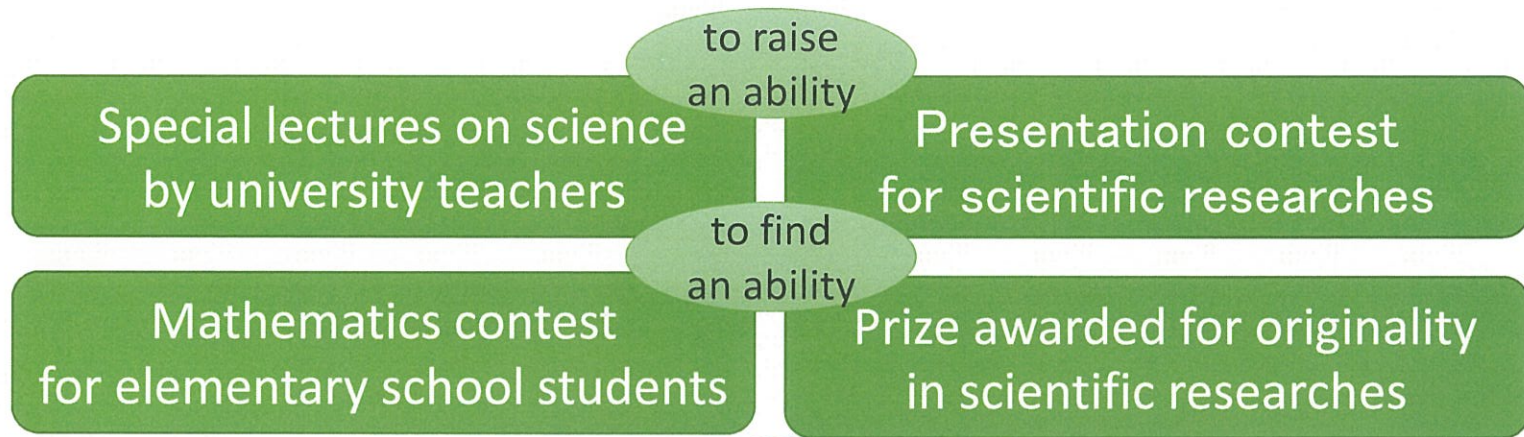 to raise
an ability
Special lectures on science
by university teachers
Presentation contest
for scientific researches
to find
an ability
Mathematics contest
for elementary school students
Prize awarded for originality
in scientific researches